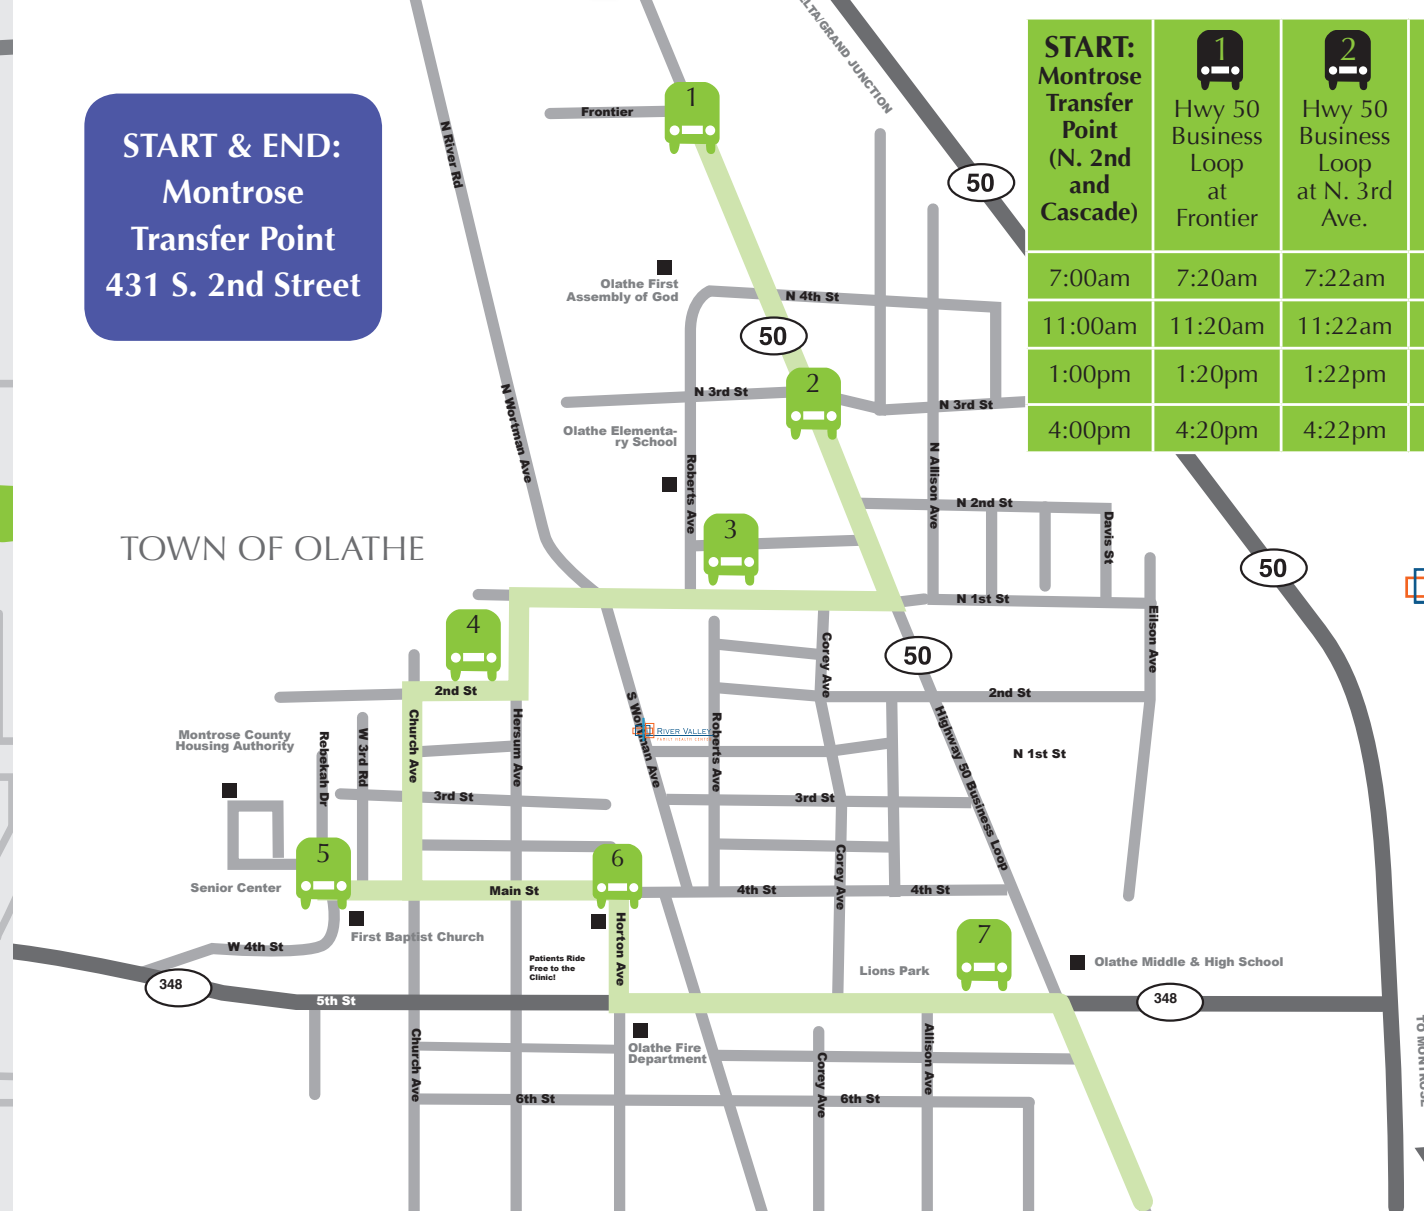 START & END:
Montrose
Transfer Point
431 S. 2nd Street
START:
Montrose
Transfer
Point
(N. 2nd
and
Cascade)
1
Hwy 50
Business
Loop
at
Frontier
2
Hwy 50
Business
Loop
at N. 3rd
Ave.
7:00am 7:20am 7:22am
11:00am 11:20am 11:22am
1:00pm 1:20pm 1:22pm
4:00pm 4:20pm 4:22pm
LTA/GRAND JUNCTION
1
Frontier
N River Rd
50
Olathe First
Assembly of God
N 4th St
50
2
N 3rd St
N 3rd St
N Wortman Ave
Olathe Elementa-
ry School
Roberts Ave
N Allison Ave
N 2nd St
Davis St
3
TOWN OF OLATHE
50
N 1st St
4
Corey Ave
Eilson Ave
50
2nd St
2nd St
S Wortman Ave
RIVER VALLEY
Roberts Ave
Church Ave
Hersum Ave
Highway 50 Business Loop
Montrose County
Housing Authority
Rebekah Dr
W 3rd Rd
N 1st St
3rd St
3rd St
5
6
Corey Ave
Senior Center
Main St
4th St
4th St
First Baptist Church
Horton Ave
7
W 4th St
Patients Ride
Free to the
Clinic!
Lions Park
Olathe Middle & High School
348
5th St
348
Church Ave
Olathe Fire
Department
Corey Ave
Allison Ave
6th St
6th St
TO MONTROSE